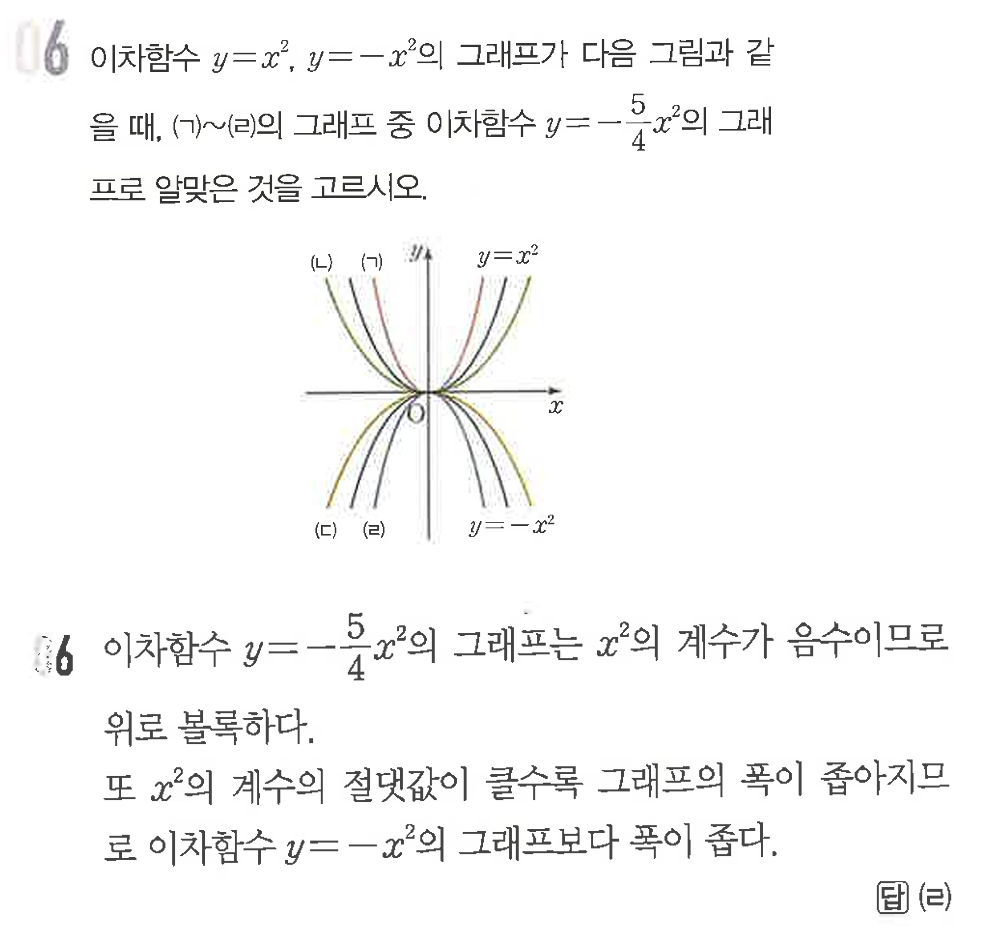 06 이차함수 y=x², y=-x²의 그래프가 다음 그림과 같
을 때, ㈀~㈃의 그래프 중 이차함수 y=-5/4x²의 그래
프로 알맞은 것을 고르시오.
㈁ ㈀ y y=x²
O x
㈂ ㈃ y=-x²
06 이차함수 y=-5/4x²의 그래프는 x²의 계수가 음수이므로
위로 볼록하다.
또 x²의 계수의 절댓값이 클수록 그래프의 폭이 좁아지므
로 이차함수 y=-x²의 그래프보다 폭이 좁다.
답 ㈃